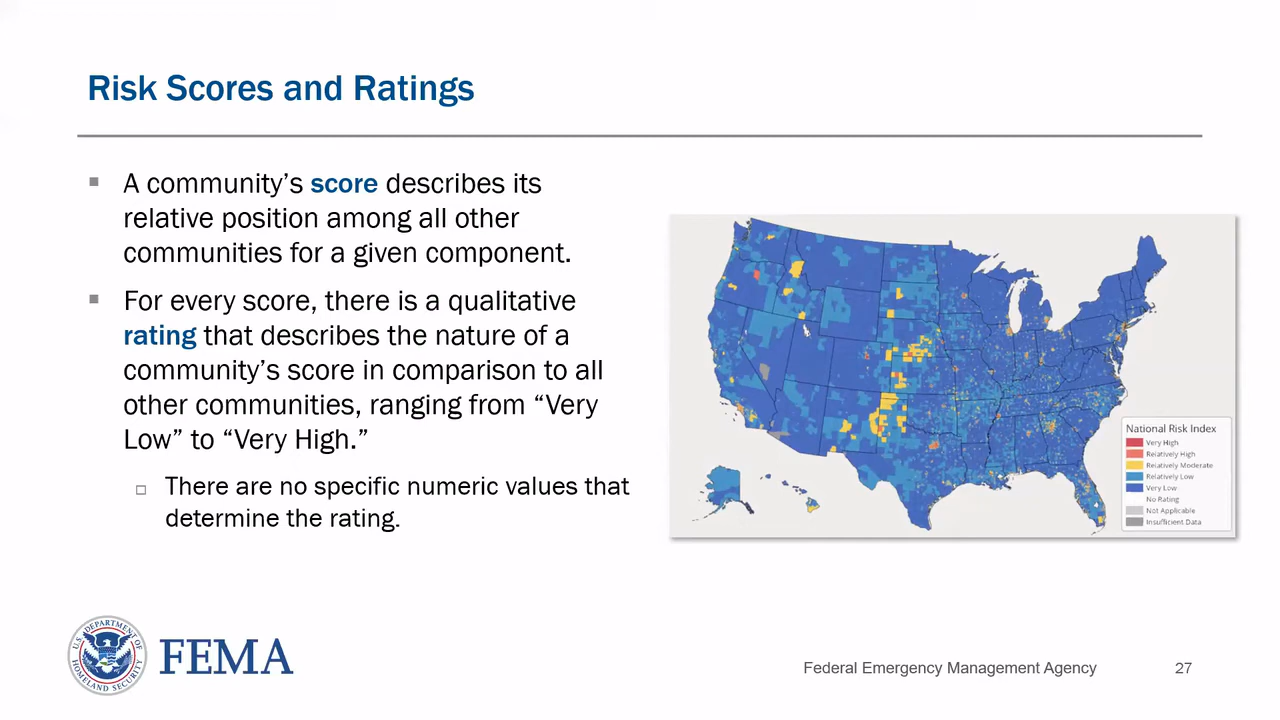 Risk Scores and Ratings
A community’s score describes its
relative position among all other
communities for a given component.
For every score, there is a qualitative
rating that describes the nature of a
community’s score in comparison to all
other communities, ranging from “Very
Low” to “Very High.”
There are no specific numeric values that
determine the rating.
National Risk Index
Very High
Relatively High
Relatively Moderate
Relatively Low
Very Low
No Rating
Not Applicable
Insufficient Data
U.S. DEPARTMENT OF
HOMELAND SECURITY
FEMA
Federal Emergency Management Agency
27